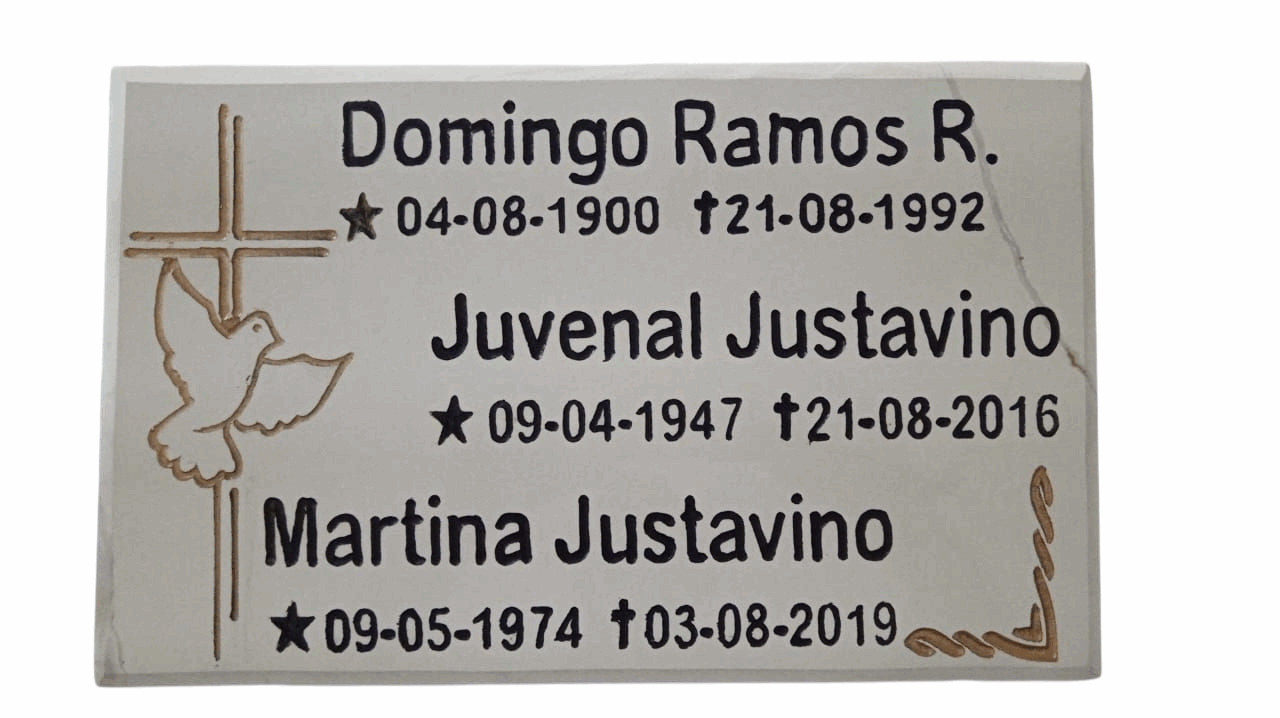 Domingo Ramos R.
★ 04-08-1900 ✝21-08-1992
Juvenal Justavino
★ 09-04-1947 ✝21-08-2016
Martina Justavino
★09-05-1974 ✝03-08-2019